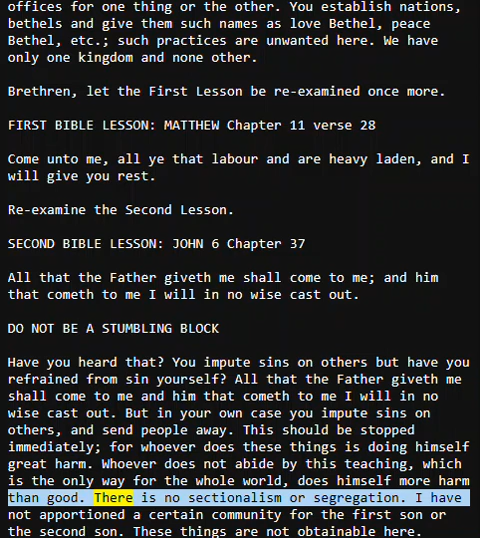 offices for one thing or the other. You establish nations,
bethels and give them such names as love Bethel, peace
Bethel, etc.; such practices are unwanted here. We have
only one kingdom and none other.
Brethren, let the First Lesson be re-examined once more.
FIRST BIBLE LESSON: MATTHEW Chapter 11 verse 28
Come unto me, all ye that labour and are heavy laden, and I
will give you rest.
Re-examine the Second Lesson.
SECOND BIBLE LESSON: JOHN 6 Chapter 37
All that the Father giveth me shall come to me; and him
that cometh to me I will in no wise cast out.
DO NOT BE A STUMBLING BLOCK
Have you heard that? You impute sins on others but have you
refrained from sin yourself? All that the Father giveth me
shall come to me and him that cometh to me I will in no
wise cast out. But in your own case you impute sins on
others, and send people away. This should be stopped
immediately; for whoever does these things is doing himself
great harm. Whoever does not abide by this teaching, which
is the only way for the whole world, does himself more harm
than good. There is no sectionalism or segregation. I have
not apportioned a certain community for the first son or
the second son. These things are not obtainable here.